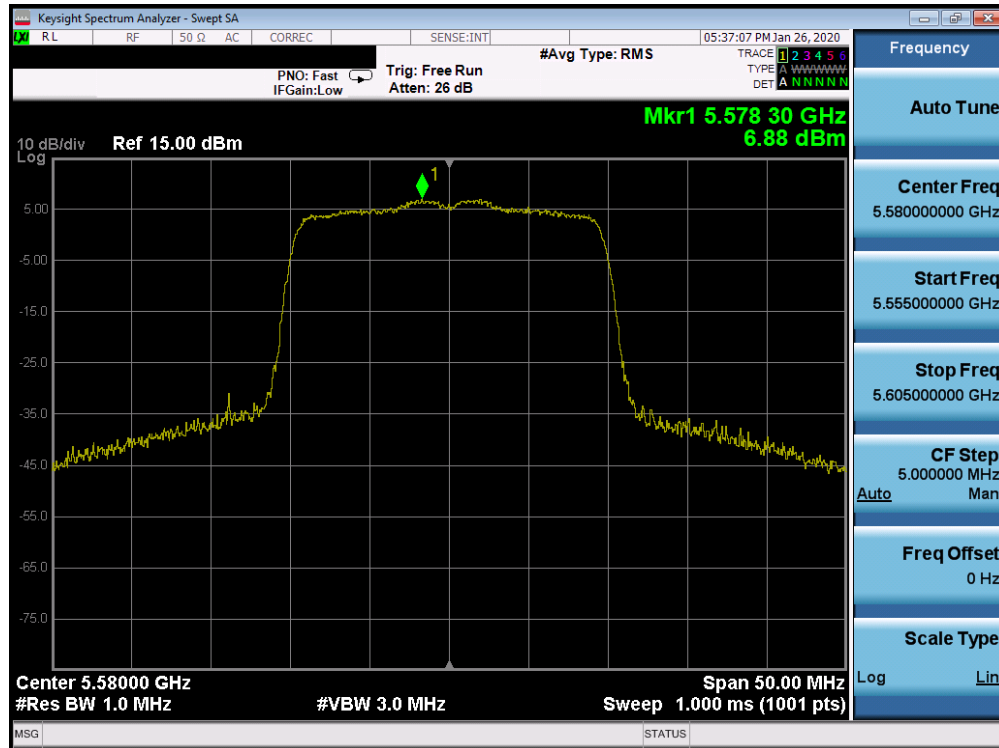 Keysight Spectrum Analyzer - Swept SA
LXI RL RF 50 Ω AC CORREC SENSE:INT 05:37:07 PM Jan 26, 2020
#Avg Type: RMS TRACE 1 2 3 4 5 6
PNO: Fast Trig: Free Run TYPE A WWWWW
IFGain:Low Atten: 26 dB DET A N N N N N
Mkr1 5.578 30 GHz
6.88 dBm
10 dB/div Ref 15.00 dBm
Log
1
5.00
-5.00
-15.0
-25.0
-35.0
-45.0
-55.0
-65.0
-75.0
Center 5.58000 GHz Span 50.00 MHz
#Res BW 1.0 MHz #VBW 3.0 MHz Sweep 1.000 ms (1001 pts)
MSG STATUS
Frequency
Auto Tune
Center Freq
5.580000000 GHz
Start Freq
5.555000000 GHz
Stop Freq
5.605000000 GHz
CF Step
5.000000 MHz
Auto Man
Freq Offset
0 Hz
Scale Type
Log Lin